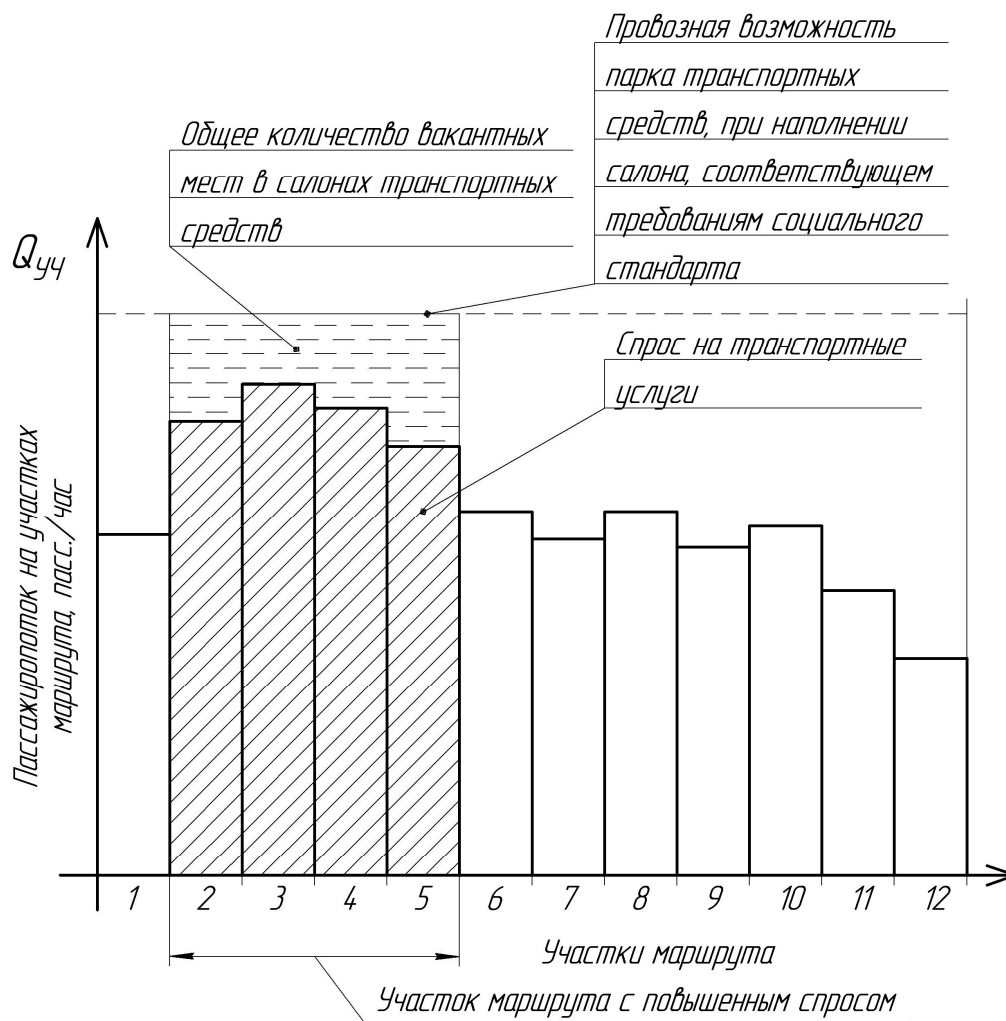 Провозная возможность
парка транспортных
средств, при наполнении
салона, соответствующем
требованиям социального
стандарта
Общее количество вакантных
мест в салонах транспортных
средств
Qуч
Спрос на транспортные
услуги
Пассажиропоток на участках
маршрута, пасс./час
1 2 3 4 5 6 7 8 9 10 11 12
Участки маршрута
Участок маршрута с повышенным спросом